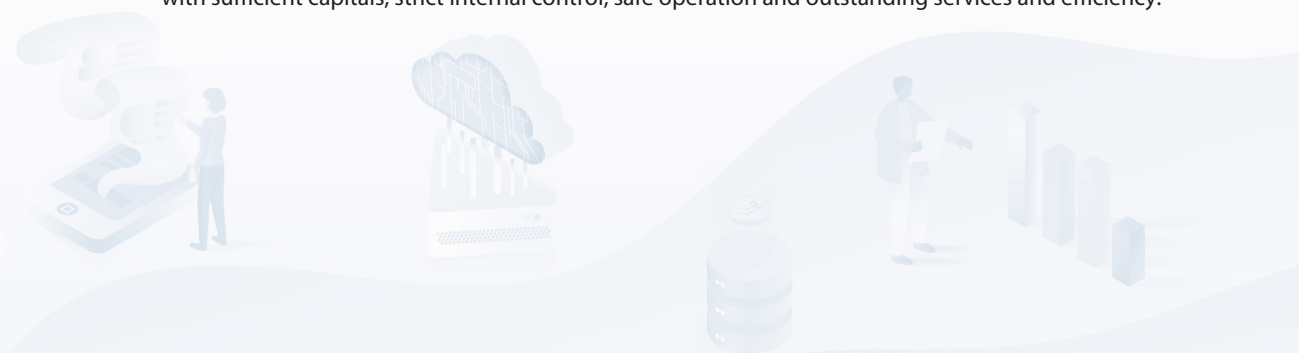 with sufficient capitals, strict internal control, safe operation and outstanding services and efficiency.